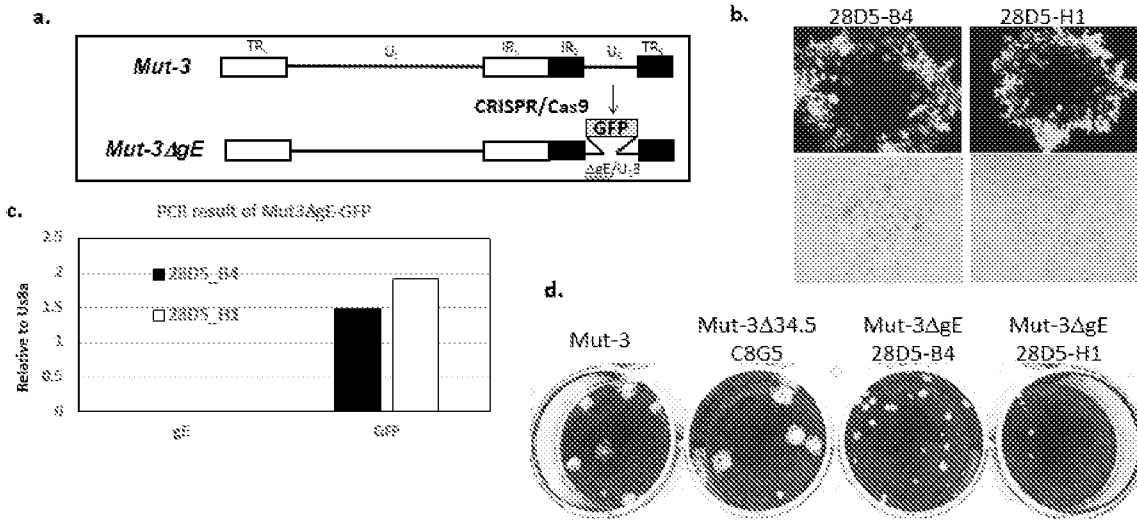 a.
TR
U
IR
IR
U
TR
Mut-3
CRISPR/Cas9
GFP
Mut-3ΔgE
ΔgE/U 8
b.
28D5-B4 28D5-H1
c.
PCR result of Mut3ΔgE-GFP
Relative to Us8a
2.5
2
1.5
1
0.5
0
28D5_B4
28D5_H1
gE GFP
d.
Mut-3
Mut-3Δ34.5
C8G5
Mut-3ΔgE
28D5-B4
Mut-3ΔgE
28D5-H1